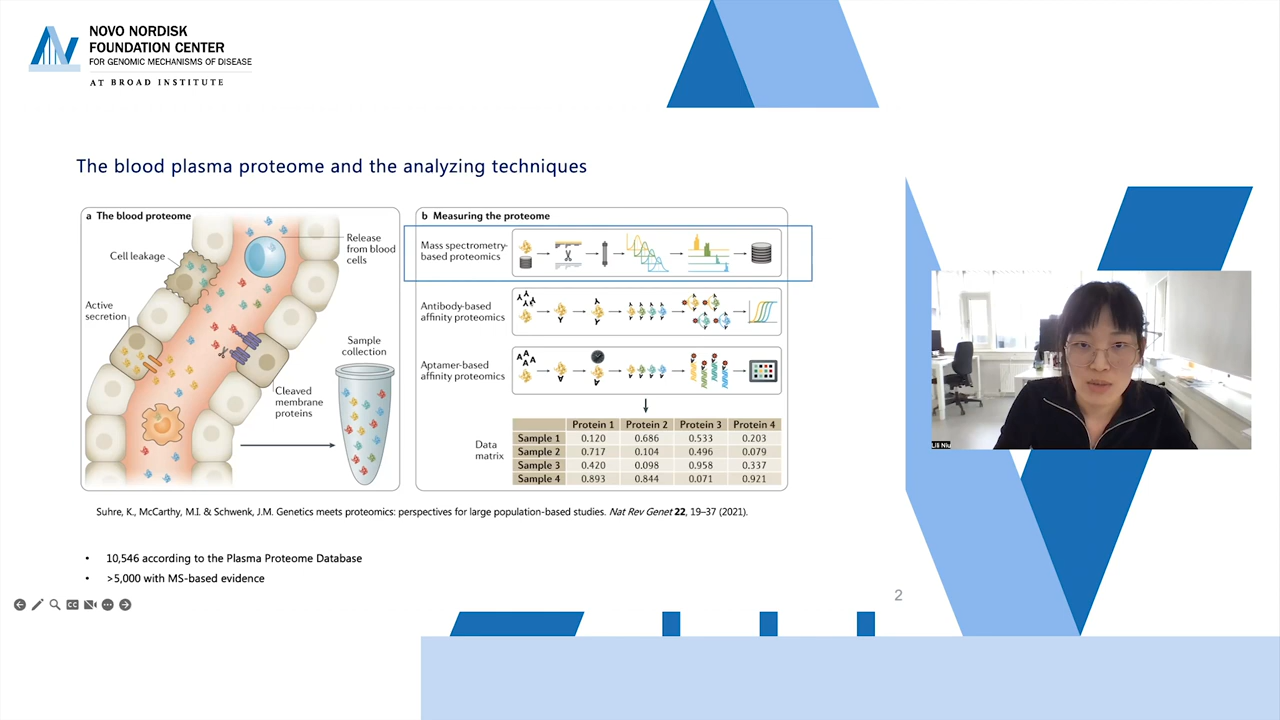 NOVO NORDISK
FOUNDATION CENTER
FOR GENOMIC MECHANISMS OF DISEASE
AT BROAD INSTITUTE
The blood plasma proteome and the analyzing techniques
a The blood proteome
Release
from blood
cells
Cell leakage
Active
secretion
Sample
collection
Cleaved
membrane
proteins
b Measuring the proteome
Mass spectrometry-
based proteomics
Antibody-based
affinity proteomics
Aptamer-based
affinity proteomics
Data
matrix
Protein 1 Protein 2 Protein 3 Protein 4
Sample 1 0.120 0.686 0.533 0.203
Sample 2 0.717 0.104 0.496 0.079
Sample 3 0.420 0.098 0.958 0.337
Sample 4 0.893 0.844 0.071 0.921
Suhre, K., McCarthy, M.I. & Schwenk, J.M. Genetics meets proteomics: perspectives for large population-based studies. Nat Rev Genet 22, 19–37 (2021).
• 10,546 according to the Plasma Proteome Database
• >5,000 with MS-based evidence
CC
2
Lili Niu